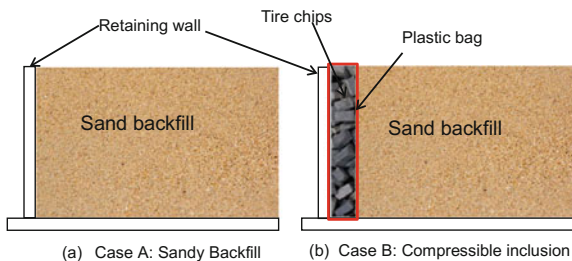 Retaining wall
Tire chips
Plastic bag
Sand backfill
Sand backfill
(a) Case A: Sandy Backfill
(b) Case B: Compressible inclusion